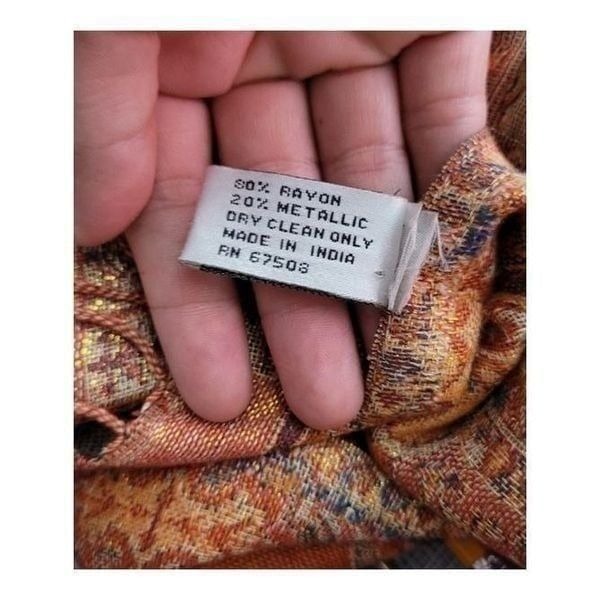 80% RAYON
20% METALLIC
DRY CLEAN ONLY
MADE IN INDIA
RN 67508